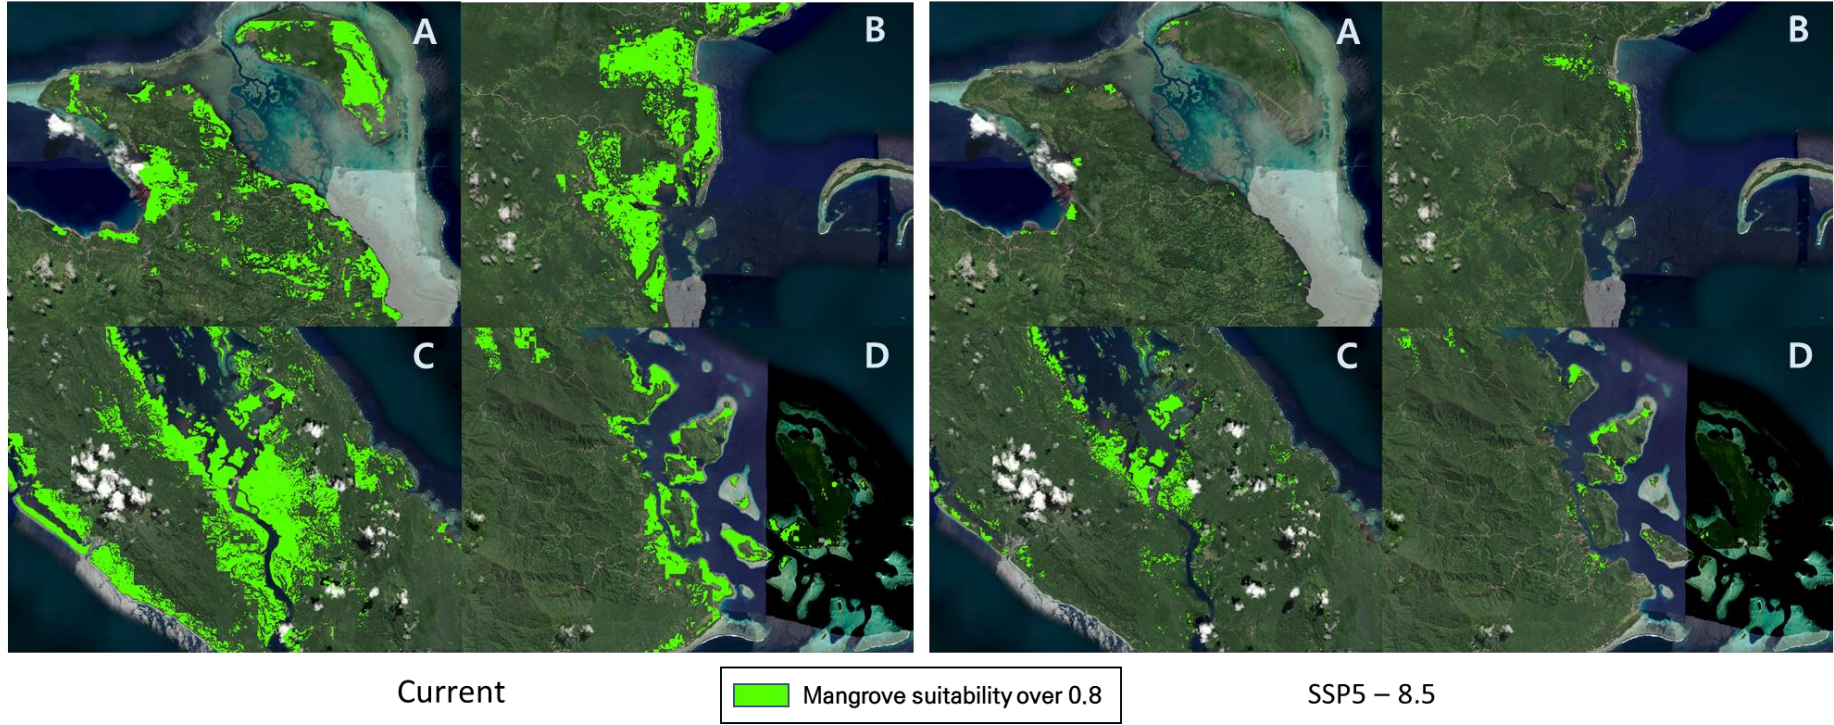 A
B
A
B
C
D
C
D
Current
Mangrove suitability over 0.8
SSP5 – 8.5